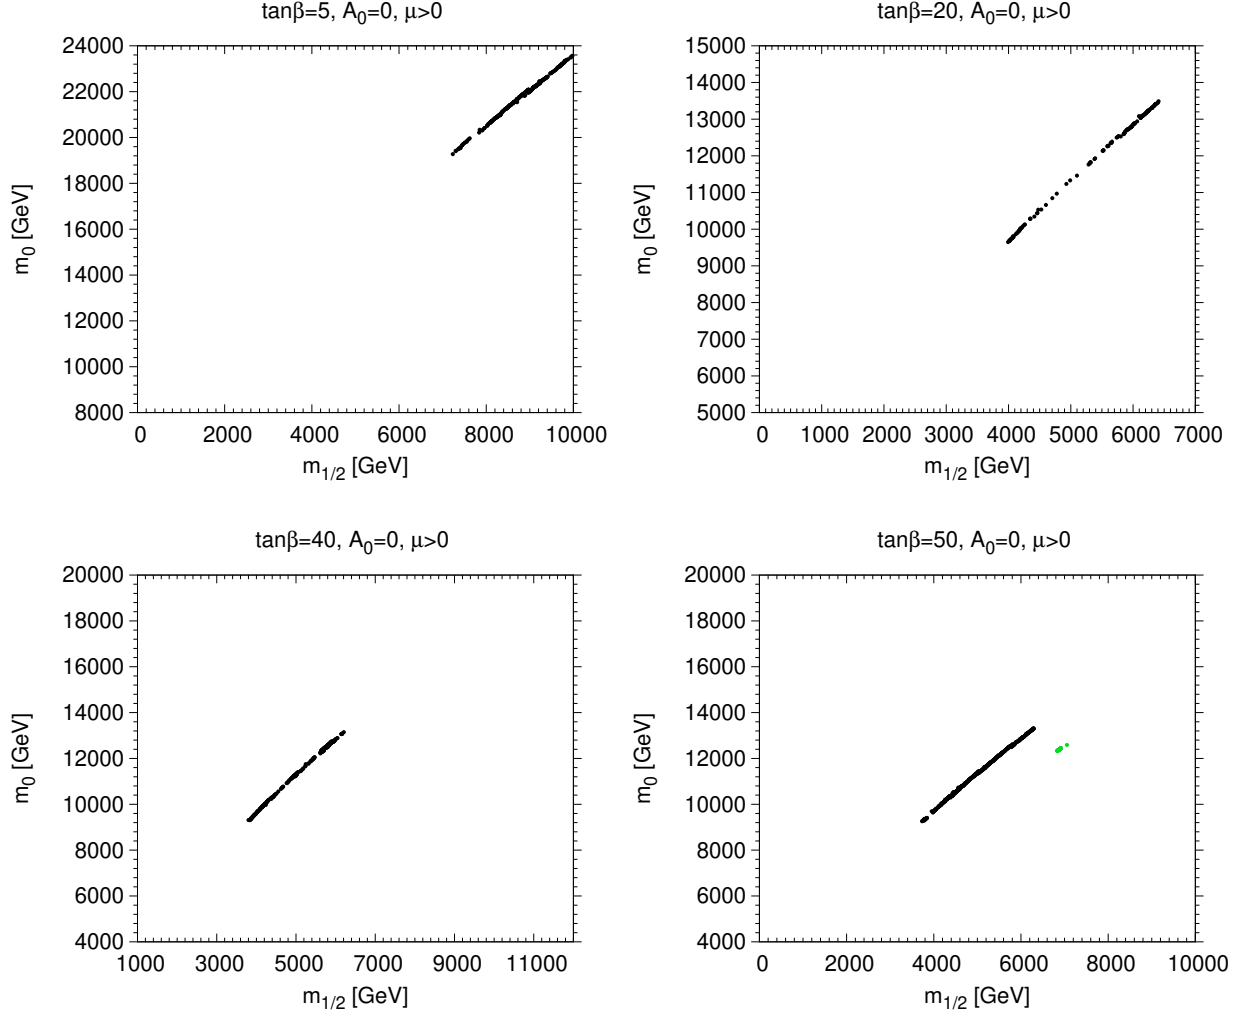 tanβ=5, A₀=0, μ>0
24000
22000
20000
18000
16000
14000
12000
10000
8000
m₀ [GeV]
0 2000 4000 6000 8000 10000
m₁/₂ [GeV]
tanβ=20, A₀=0, μ>0
15000
14000
13000
12000
11000
10000
9000
8000
7000
6000
5000
m₀ [GeV]
0 1000 2000 3000 4000 5000 6000 7000
m₁/₂ [GeV]
tanβ=40, A₀=0, μ>0
20000
18000
16000
14000
12000
10000
8000
6000
4000
m₀ [GeV]
1000 3000 5000 7000 9000 11000
m₁/₂ [GeV]
tanβ=50, A₀=0, μ>0
20000
18000
16000
14000
12000
10000
8000
6000
4000
m₀ [GeV]
0 2000 4000 6000 8000 10000
m₁/₂ [GeV]